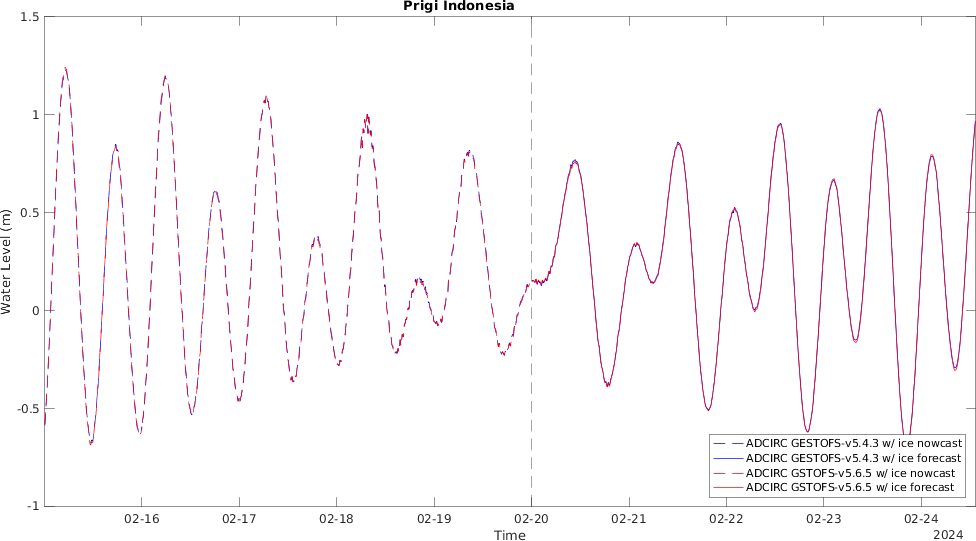 Prigi Indonesia
1.5
1
0.5
0
-0.5
-1
Water Level (m)
02-16 02-17 02-18 02-19 02-20 02-21 02-22 02-23 02-24
Time
2024
ADCIRC GESTOFS-v5.4.3 w/ ice nowcast
ADCIRC GESTOFS-v5.4.3 w/ ice forecast
ADCIRC GSTOFS-v5.6.5 w/ ice nowcast
ADCIRC GSTOFS-v5.6.5 w/ ice forecast